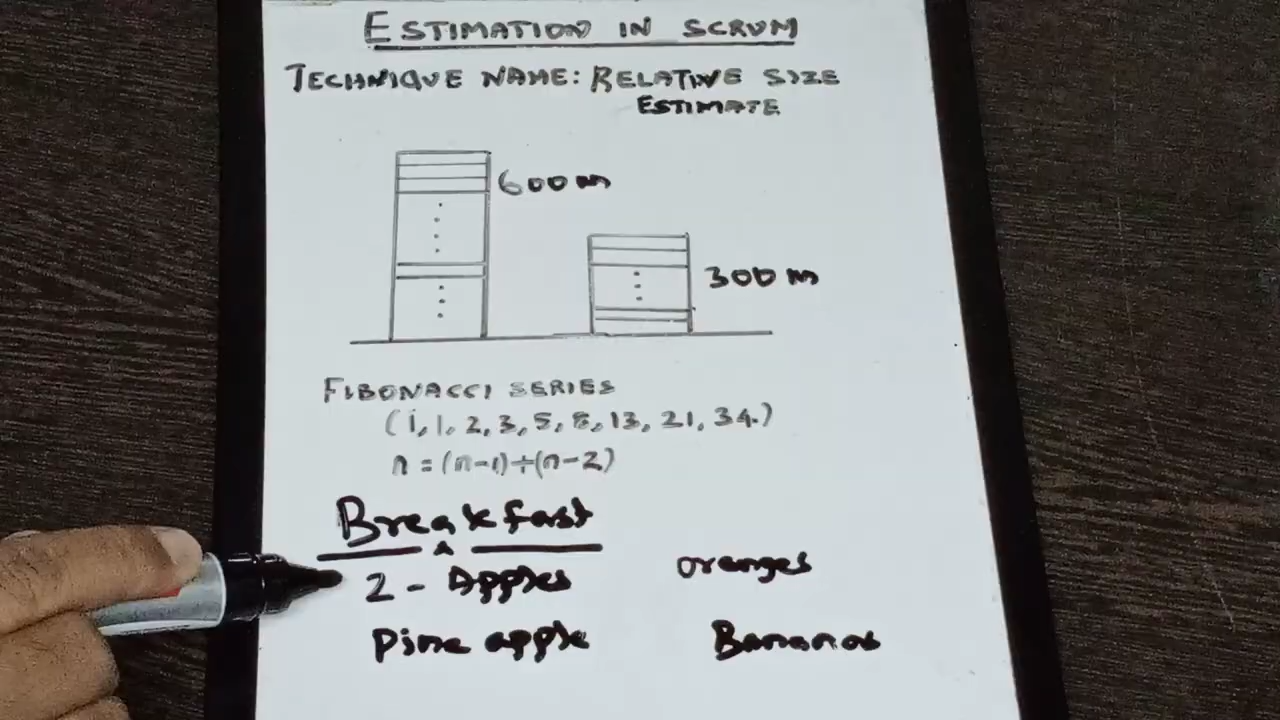 ESTIMATION IN SCRUM
TECHNIQUE NAME: RELATIVE SIZE
ESTIMATE
600 m
300 m
FIBONACCI SERIES
(1, 1, 2, 3, 5, 8, 13, 21, 34.)
n = (n-1)+(n-2)
Breakfast
2 - Apples oranges
Pine apple Bananas